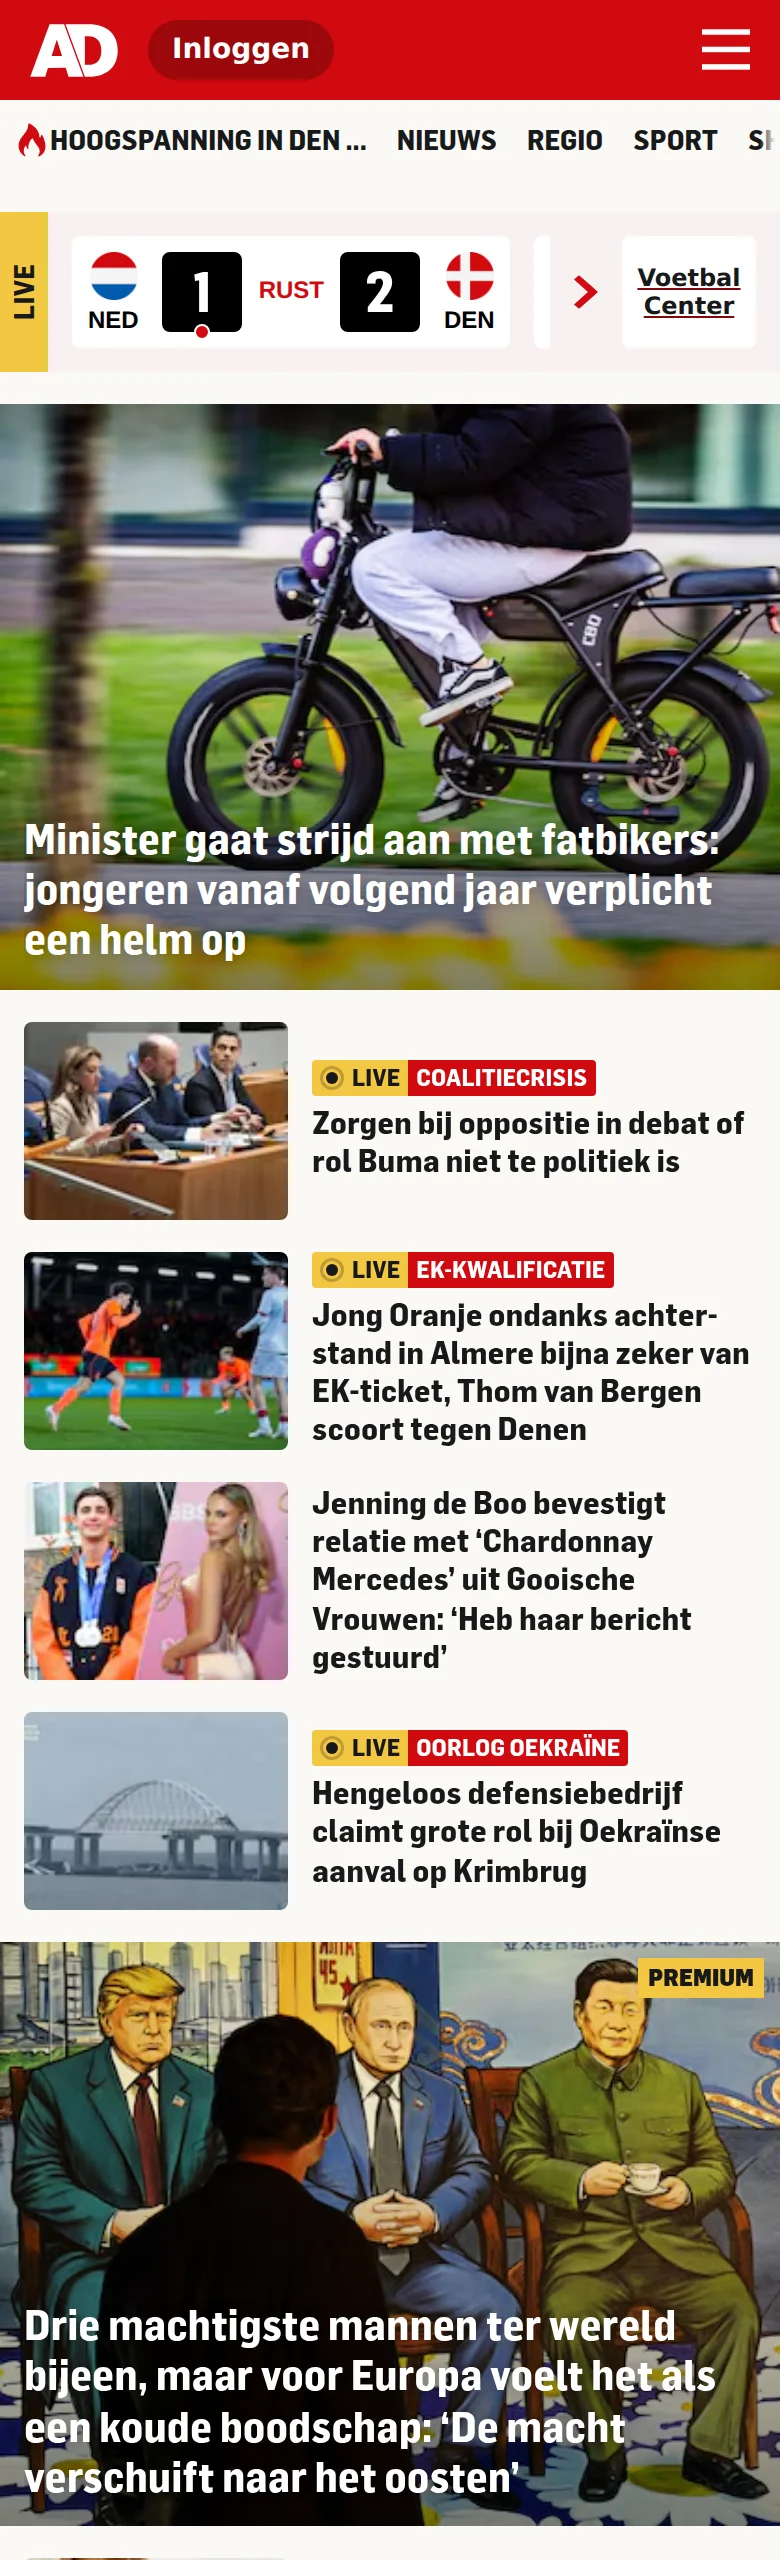 AD
Inloggen
HOOGSPANNING IN DEN ...
NIEUWS
REGIO
SPORT
LIVE
NED
1
RUST
2
DEN
Voetbal
Center
CBO
Minister gaat strijd aan met fatbikers:
jongeren vanaf volgend jaar verplicht
een helm op
LIVE COALITIECRISIS
Zorgen bij oppositie in debat of
rol Buma niet te politiek is
LIVE EK-KWALIFICATIE
Jong Oranje ondanks achter-
stand in Almere bijna zeker van
EK-ticket, Thom van Bergen
scoort tegen Denen
Jenning de Boo bevestigt
relatie met ‘Chardonnay
Mercedes’ uit Gooische
Vrouwen: ‘Heb haar bericht
gestuurd’
LIVE OORLOG OEKRAÏNE
Hengeloos defensiebedrijf
claimt grote rol bij Oekraïnse
aanval op Krimbrug
45
PREMIUM
Drie machtigste mannen ter wereld
bijeen, maar voor Europa voelt het als
een koude boodschap: ‘De macht
verschuift naar het oosten’